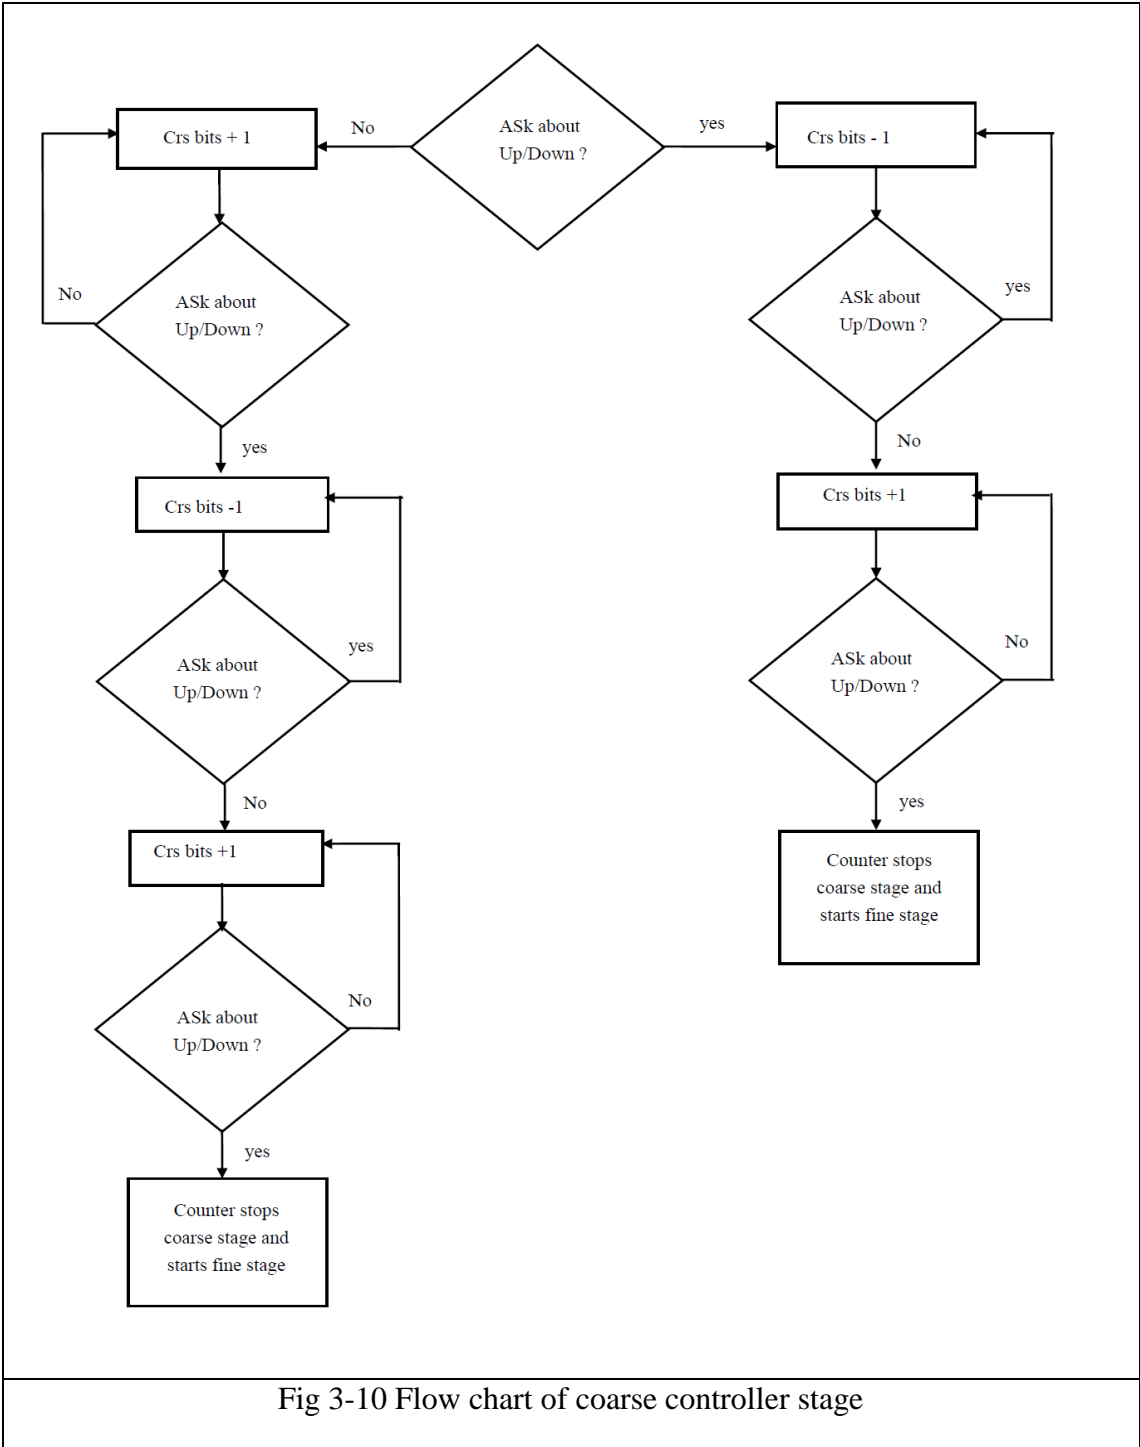 ASk about
Up/Down ?
No
yes
Crs bits + 1
Crs bits - 1
ASk about
Up/Down ?
No
yes
ASk about
Up/Down ?
yes
No
Crs bits -1
Crs bits +1
ASk about
Up/Down ?
yes
No
ASk about
Up/Down ?
No
yes
Crs bits +1
Counter stops
coarse stage and
starts fine stage
ASk about
Up/Down ?
No
yes
Counter stops
coarse stage and
starts fine stage
Fig 3-10 Flow chart of coarse controller stage